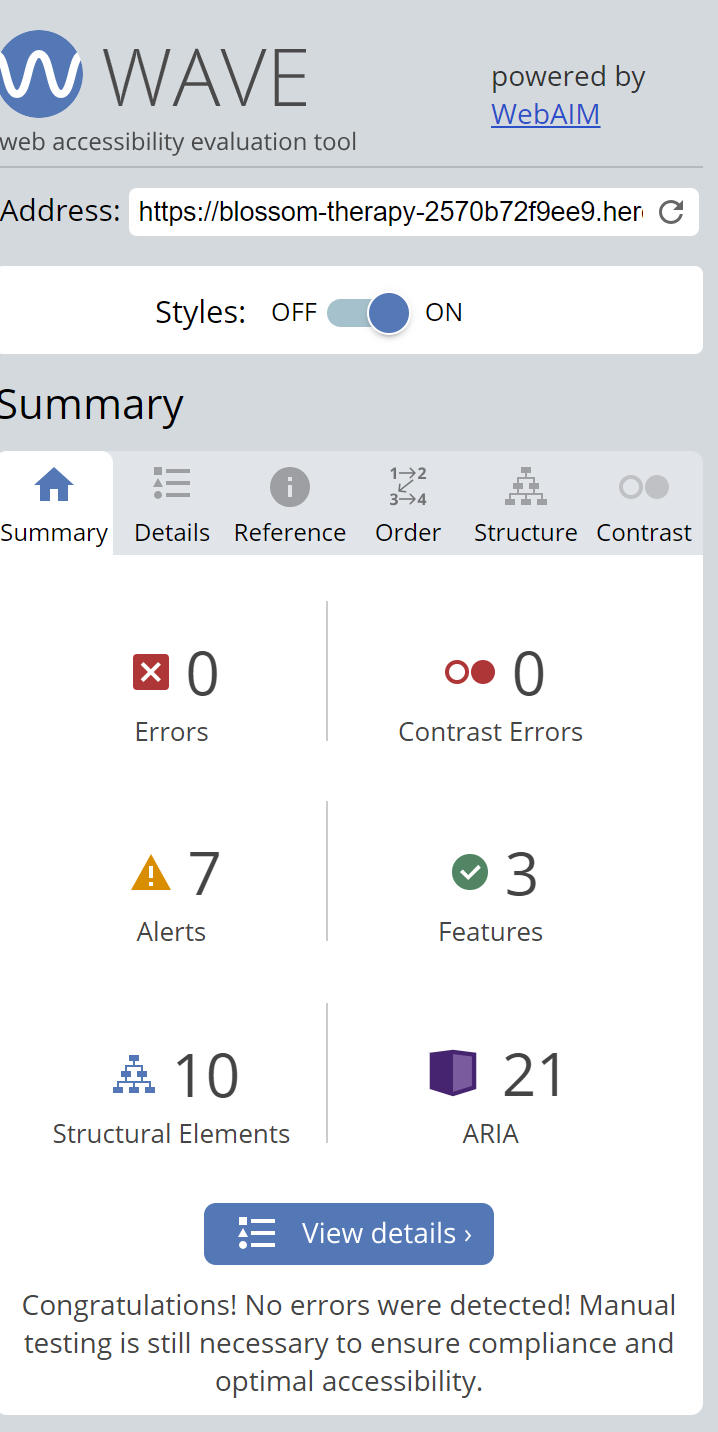 WAVE
powered by
WebAIM
web accessibility evaluation tool
Address: https://blossom-therapy-2570b72f9ee9.her
Styles: OFF ON
Summary
1 2
3 4
Summary Details Reference Order Structure Contrast
0 0
Errors Contrast Errors
7 3
Alerts Features
10 21
Structural Elements ARIA
View details ›
Congratulations! No errors were detected! Manual
testing is still necessary to ensure compliance and
optimal accessibility.